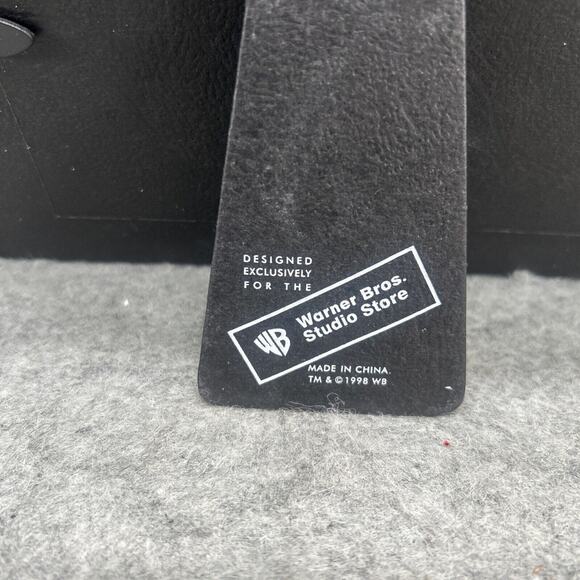 DESIGNED
EXCLUSIVELY
FOR THE
WB Warner Bros.
Studio Store
MADE IN CHINA.
TM & © 1998 WB